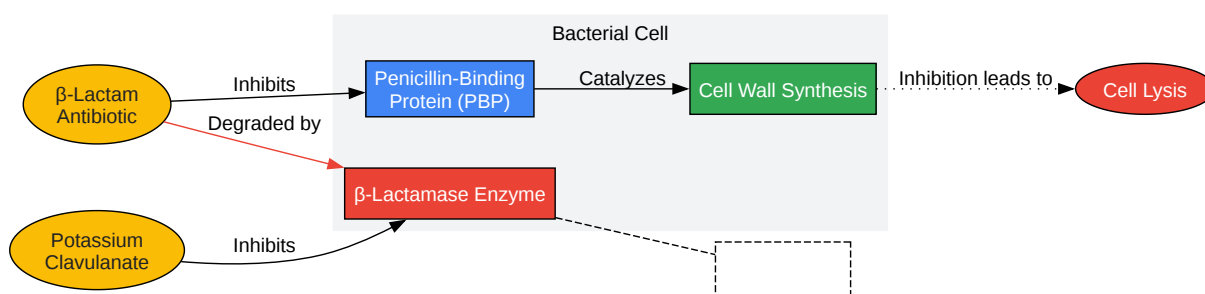 Bacterial Cell
β-Lactam
Antibiotic
Inhibits
Penicillin-Binding
Protein (PBP)
Catalyzes
Cell Wall Synthesis
Inhibition leads to
Cell Lysis
Degraded by
β-Lactamase Enzyme
Potassium
Clavulanate
Inhibits